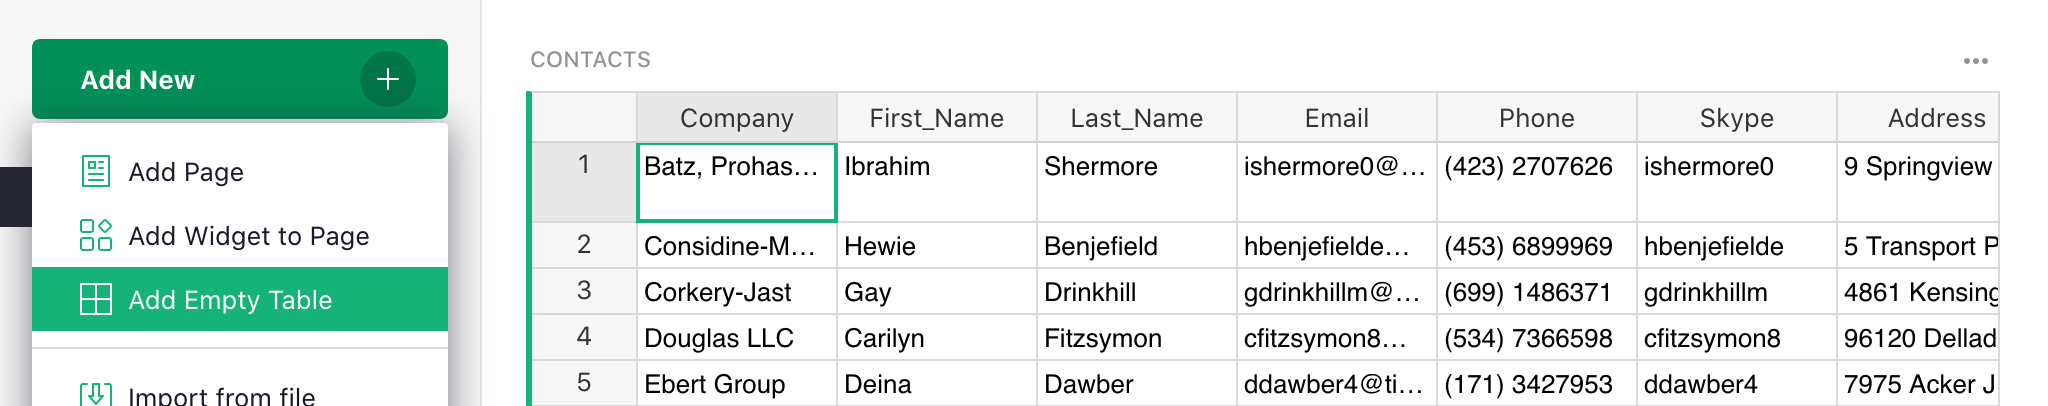 Add New
Add Page
Add Widget to Page
Add Empty Table
Import from file
CONTACTS
Company First_Name Last_Name Email Phone Skype Address
1 Batz, Prohas… Ibrahim Shermore ishermore0@… (423) 2707626 ishermore0 9 Springview
2 Considine-M… Hewie Benjefield hbenjefielde… (453) 6899969 hbenjefielde 5 Transport P
3 Corkery-Jast Gay Drinkhill gdrinkhillm@… (699) 1486371 gdrinkhillm 4861 Kensing
4 Douglas LLC Carilyn Fitzsymon cfitzsymon8… (534) 7366598 cfitzsymon8 96120 Dellad
5 Ebert Group Deina Dawber ddawber4@ti… (171) 3427953 ddawber4 7975 Acker J